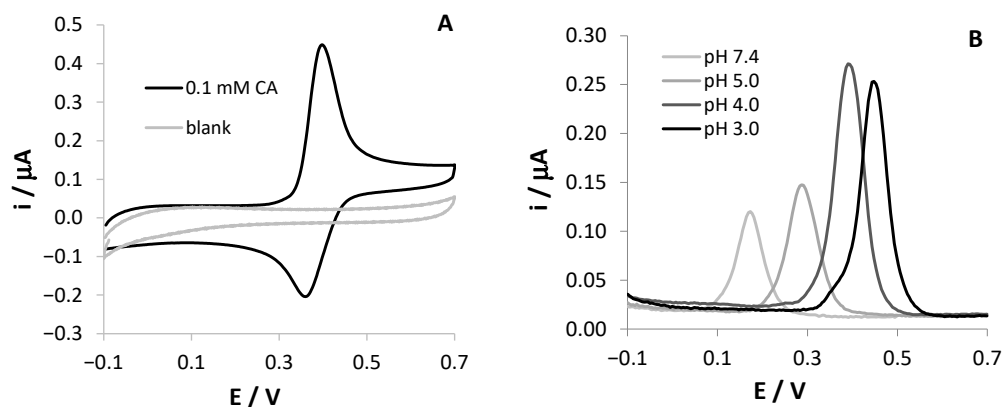 A
0.5
0.4
0.3
0.2
0.1
0.0
−0.1
−0.2
−0.3
i / μA
0.1 mM CA
blank
−0.1 0.1 0.3 0.5 0.7
E / V
B
0.30
0.25
0.20
0.15
0.10
0.05
0.00
i / μA
pH 7.4
pH 5.0
pH 4.0
pH 3.0
−0.1 0.1 0.3 0.5 0.7
E / V